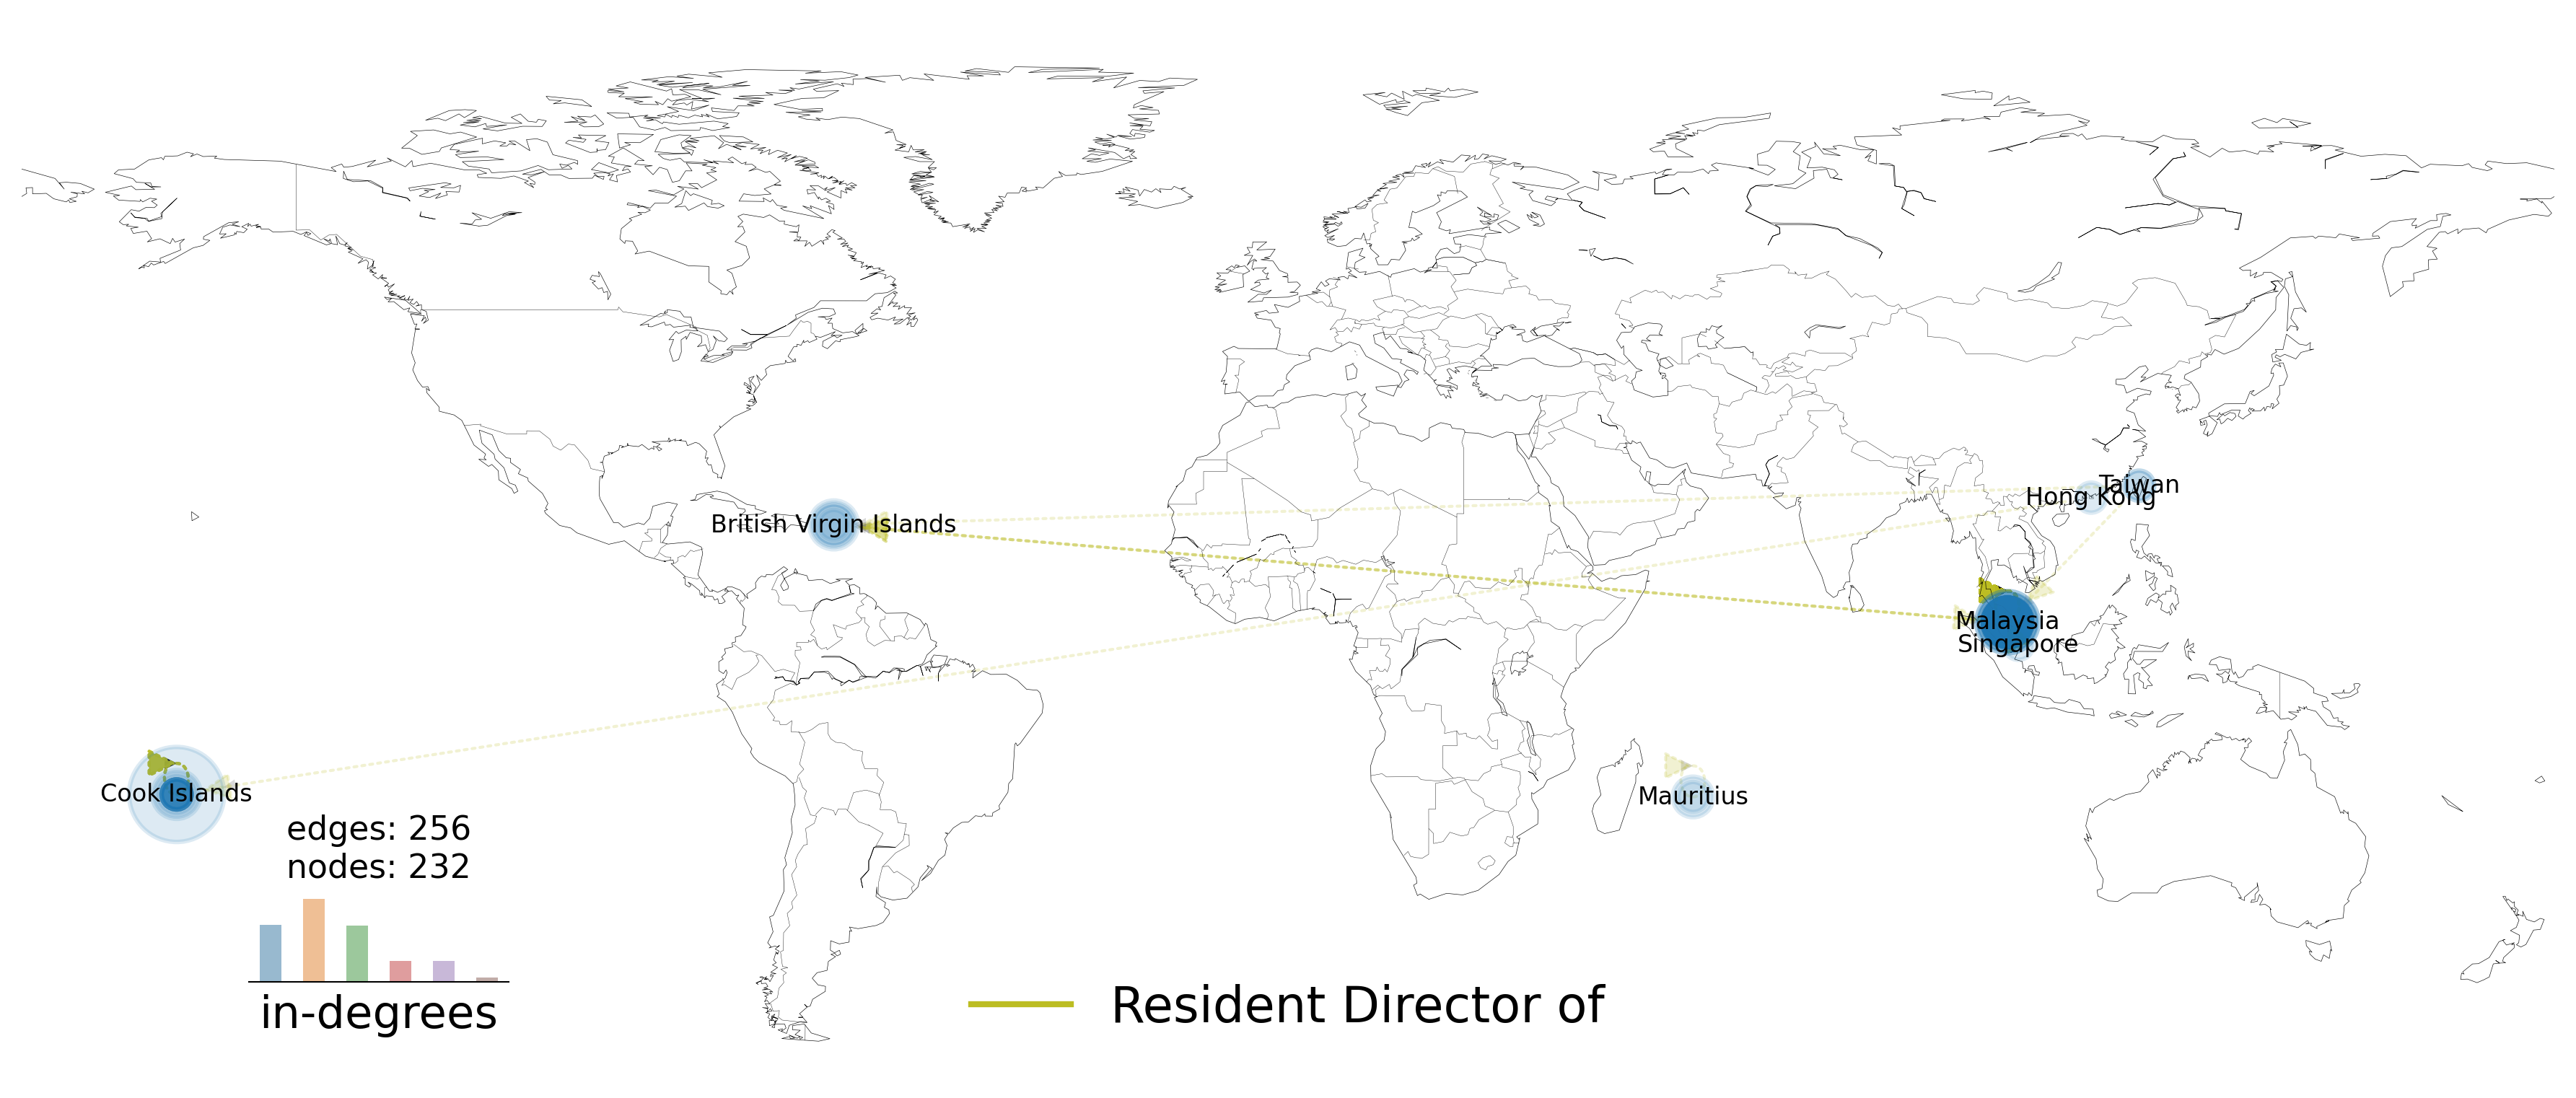 Taiwan
Hong Kong
British Virgin Islands
Malaysia
Singapore
Cook Islands
Mauritius
edges: 256
nodes: 232
in-degrees
Resident Director of